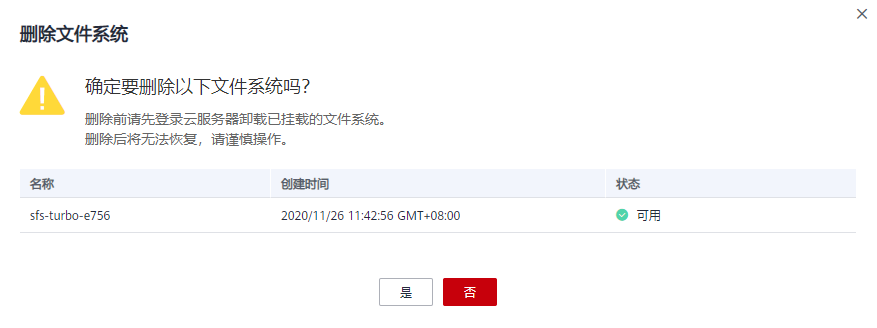 删除文件系统
确定要删除以下文件系统吗？
删除前请先登录云服务器卸载已挂载的文件系统。
删除后将无法恢复，请谨慎操作。
名称 创建时间 状态
sfs-turbo-e756 2020/11/26 11:42:56 GMT+08:00 可用
是 否